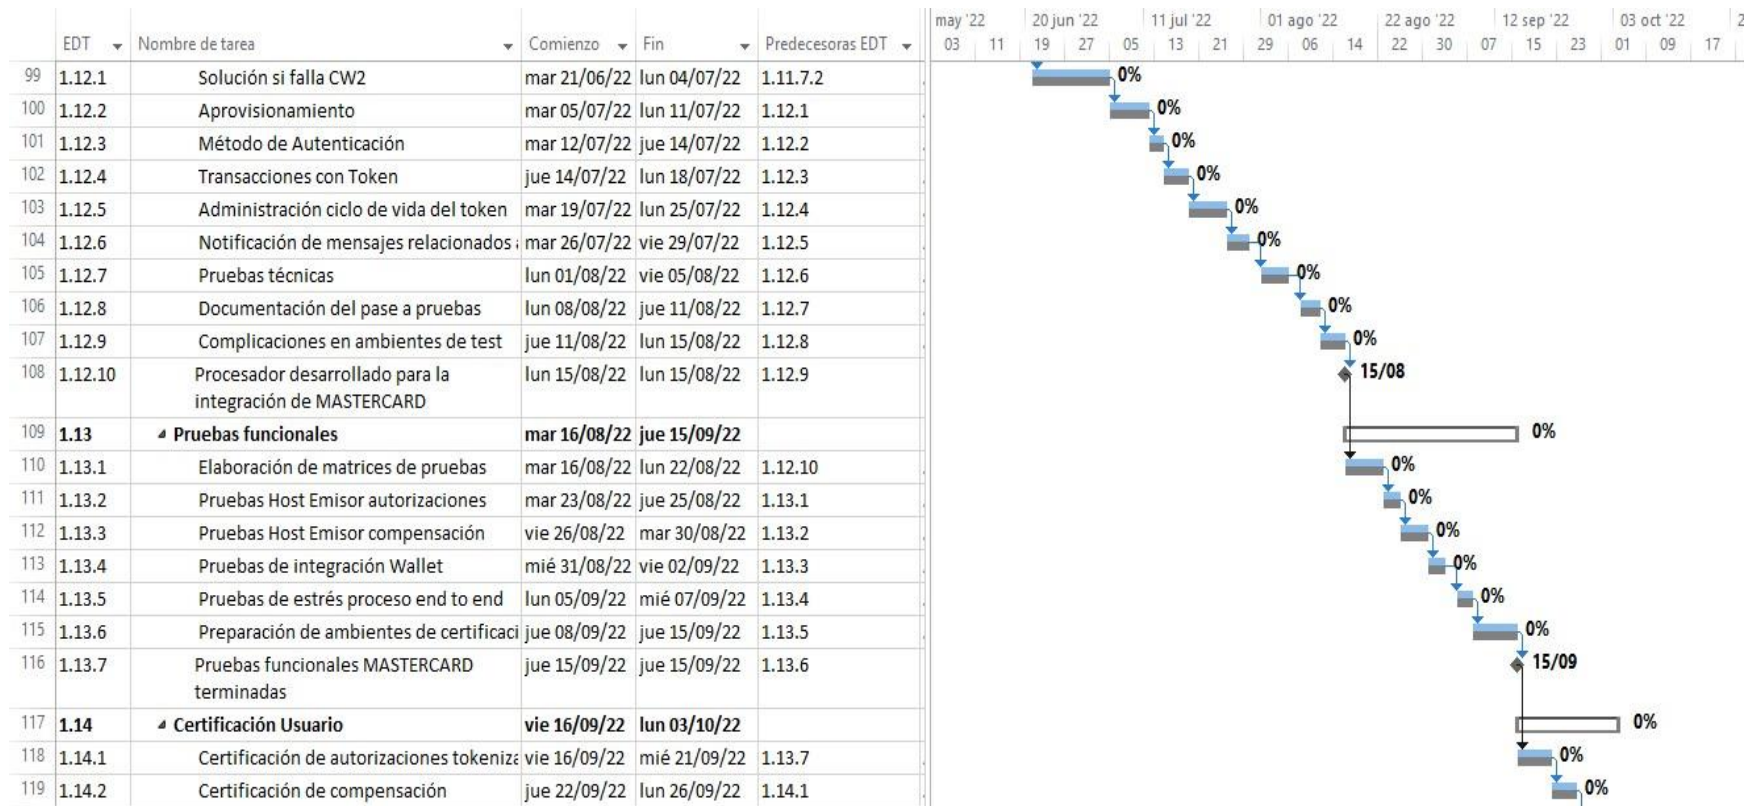 may '22 20 jun '22 11 jul '22 01 ago '22 22 ago '22 12 sep '22 03 oct '22 2
EDT Nombre de tarea Comienzo Fin Predecesoras EDT 03 11 19 27 05 13 21 29 06 14 22 30 07 15 23 01 09 17
99 1.12.1 Solución si falla CW2 mar 21/06/22 lun 04/07/22 1.11.7.2 0%
100 1.12.2 Aprovisionamiento mar 05/07/22 lun 11/07/22 1.12.1 0%
101 1.12.3 Método de Autenticación mar 12/07/22 jue 14/07/22 1.12.2 0%
102 1.12.4 Transacciones con Token jue 14/07/22 lun 18/07/22 1.12.3 0%
103 1.12.5 Administración ciclo de vida del token mar 19/07/22 lun 25/07/22 1.12.4 0%
104 1.12.6 Notificación de mensajes relacionados mar 26/07/22 vie 29/07/22 1.12.5 0%
105 1.12.7 Pruebas técnicas lun 01/08/22 vie 05/08/22 1.12.6 0%
106 1.12.8 Documentación del pase a pruebas lun 08/08/22 jue 11/08/22 1.12.7 0%
107 1.12.9 Complicaciones en ambientes de test jue 11/08/22 lun 15/08/22 1.12.8 0%
108 1.12.10 Procesador desarrollado para la lun 15/08/22 lun 15/08/22 1.12.9 15/08
integración de MASTERCARD
109 1.13 Pruebas funcionales mar 16/08/22 jue 15/09/22 0%
110 1.13.1 Elaboración de matrices de pruebas mar 16/08/22 lun 22/08/22 1.12.10 0%
111 1.13.2 Pruebas Host Emisor autorizaciones mar 23/08/22 jue 25/08/22 1.13.1 0%
112 1.13.3 Pruebas Host Emisor compensación vie 26/08/22 mar 30/08/22 1.13.2 0%
113 1.13.4 Pruebas de integración Wallet mié 31/08/22 vie 02/09/22 1.13.3 0%
114 1.13.5 Pruebas de estrés proceso end to end lun 05/09/22 mié 07/09/22 1.13.4 0%
115 1.13.6 Preparación de ambientes de certificaci jue 08/09/22 jue 15/09/22 1.13.5 0%
116 1.13.7 Pruebas funcionales MASTERCARD jue 15/09/22 jue 15/09/22 1.13.6 15/09
terminadas
117 1.14 Certificación Usuario vie 16/09/22 lun 03/10/22 0%
118 1.14.1 Certificación de autorizaciones tokeniza vie 16/09/22 mié 21/09/22 1.13.7 0%
119 1.14.2 Certificación de compensación jue 22/09/22 lun 26/09/22 1.14.1 0%